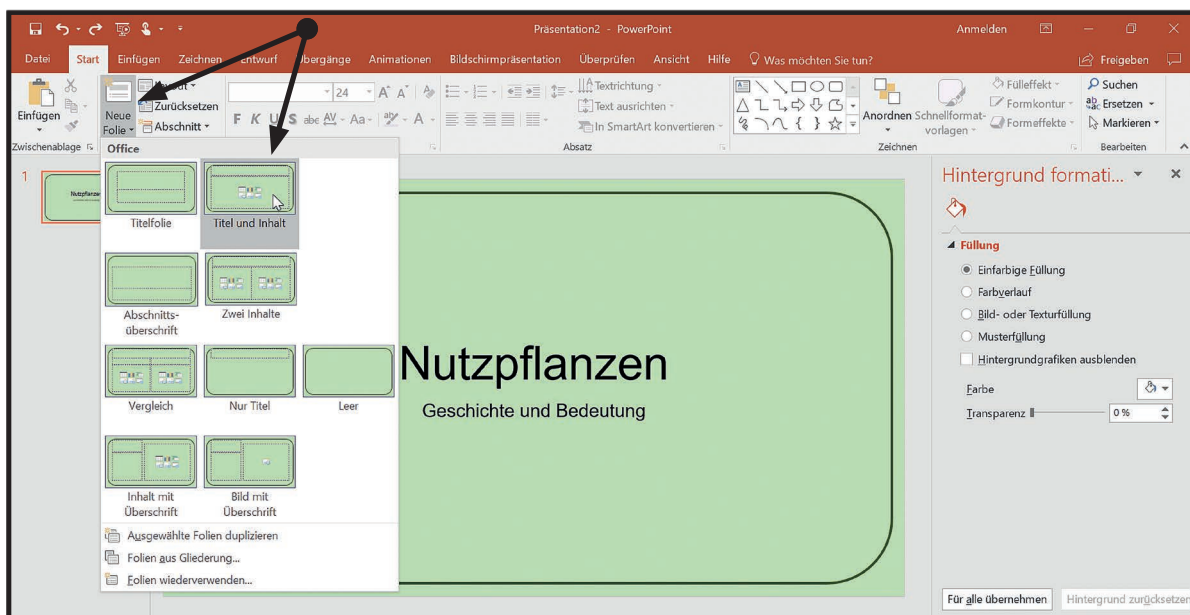 Präsentation2 - PowerPoint
Anmelden
Datei Start Einfügen Zeichnen Entwurf Übergänge Animationen Bildschirmpräsentation Überprüfen Ansicht Hilfe Was möchten Sie tun? Freigeben
Einfügen
Neue
Folie
Layout
Zurücksetzen
Abschnitt
24
F K U S abc AV Aa A
Textrichtung
Text ausrichten
In SmartArt konvertieren
Anordnen
Schnellformat-
vorlagen
Fülleffekt
Formkontur
Formeffekte
Suchen
Ersetzen
Markieren
Zwischenablage
Absatz
Zeichnen
Bearbeiten
Office
Titelfolie
Titel und Inhalt
Abschnitts-
überschrift
Zwei Inhalte
Vergleich
Nur Titel
Leer
Inhalt mit
Überschrift
Bild mit
Überschrift
Ausgewählte Folien duplizieren
Folien aus Gliederung...
Folien wiederverwenden...
1
Nutzpflanzen
Geschichte und Bedeutung
Hintergrund formati...
Füllung
Einfarbige Füllung
Farbverlauf
Bild- oder Texturfüllung
Musterfüllung
Hintergrundgrafiken ausblenden
Farbe
Transparenz
0 %
Für alle übernehmen
Hintergrund zurücksetzen